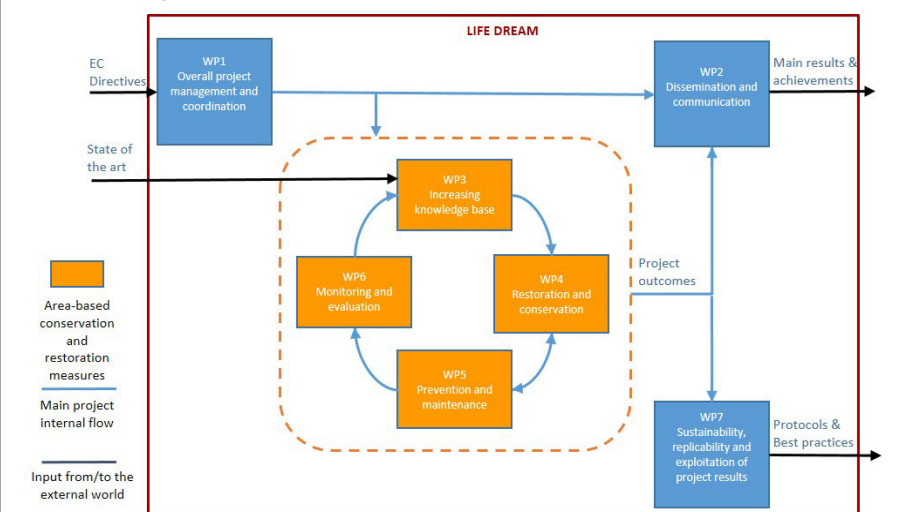 LIFE DREAM
EC
Directives
WP1
Overall project
management and
coordination
WP2
Dissemination and
communication
Main results &
achievements
State of
the art
WP3
Increasing
knowledge base
WP6
Monitoring and
evaluation
WP4
Restoration and
conservation
Project
outcomes
WP5
Prevention and
maintenance
Area-based
conservation
and
restoration
measures
Main project
internal flow
Input from/to the
external world
WP7
Sustainability,
replicability and
exploitation of
project results
Protocols &
Best practices